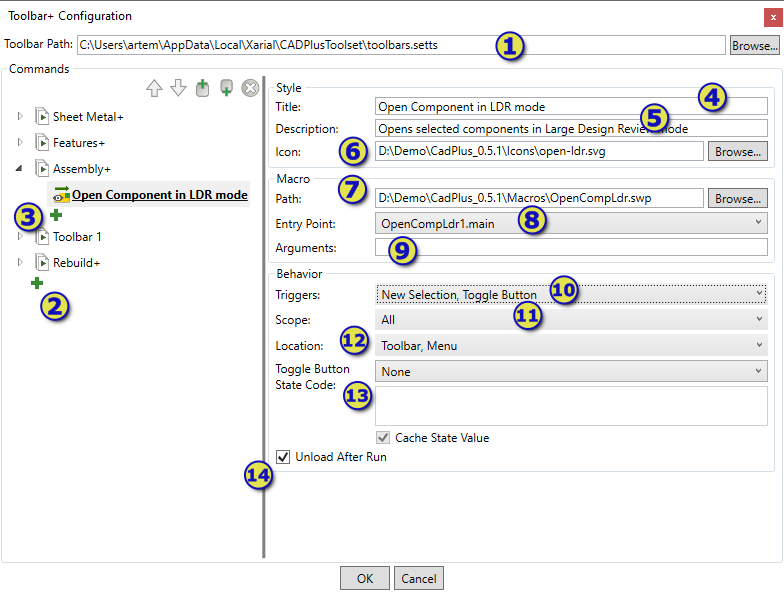 Toolbar+ Configuration
x
Toolbar Path: C:\Users\artem\AppData\Local\Xarial\CADPlusToolset\toolbars.setts 1 Browse...
Commands
Sheet Metal+
Features+
Assembly+
Open Component in LDR mode
3
Toolbar 1
Rebuild+
2
Style
4
Title: Open Component in LDR mode
5
Description: Opens selected components in Large Design Review mode
Icon: 6 D:\Demo\CadPlus_0.5.1\Icons\open-ldr.svg Browse...
Macro
7
Path: D:\Demo\CadPlus_0.5.1\Macros\OpenCompLdr.swp Browse...
Entry Point: OpenCompLdr1.main 8
Arguments: 9
Behavior
Triggers: New Selection, Toggle Button 10
Scope: All 11
Location: 12 Toolbar, Menu
Toggle Button None
State Code: 13
Cache State Value
Unload After Run
14
OK Cancel